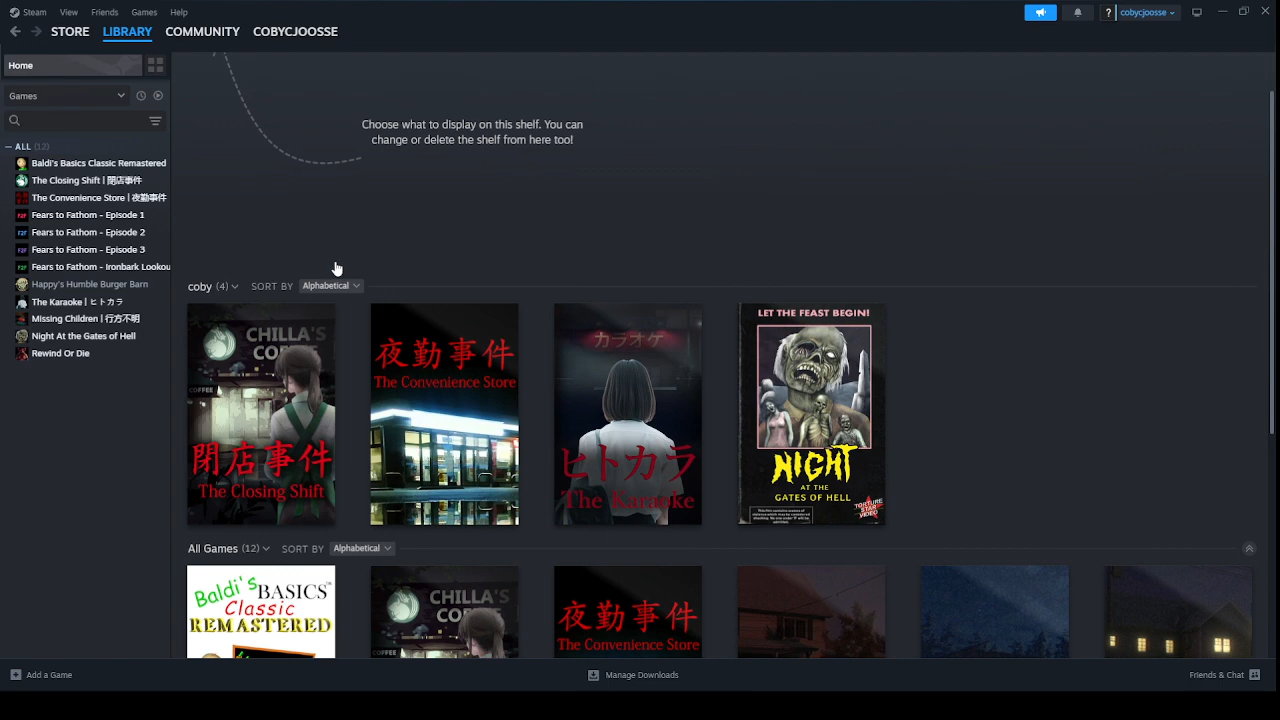 Steam View Friends Games Help
? cobycjoosse
STORE LIBRARY COMMUNITY COBYCJOOSSE
Home
Games
ALL (12)
Baldi's Basics Classic Remastered
The Closing Shift | 閉店事件
The Convenience Store | 夜勤事件
F2F Fears to Fathom - Episode 1
F2F Fears to Fathom - Episode 2
F2F Fears to Fathom - Episode 3
F2F Fears to Fathom - Ironbark Lookou
Happy's Humble Burger Barn
The Karaoke | ヒトカラ
Missing Children | 行方不明
Night At the Gates of Hell
Rewind Or Die
Choose what to display on this shelf. You can
change or delete the shelf from here too!
coby (4) SORT BY Alphabetical
CHILLA'S
COFFEE
閉店事件
The Closing Shift
夜勤事件
The Convenience Store
カラオケ
ヒトカラ
The Karaoke
LET THE FEAST BEGIN!
NIGHT
AT THE
GATES OF HELL
TORTURE
STAR
VIDEO
All Games (12) SORT BY Alphabetical
Baldi's BASICS
Classic
REMASTERED
CHILLA'S
COFFEE
夜勤事件
The Convenience Store
Add a Game
Manage Downloads
Friends & Chat